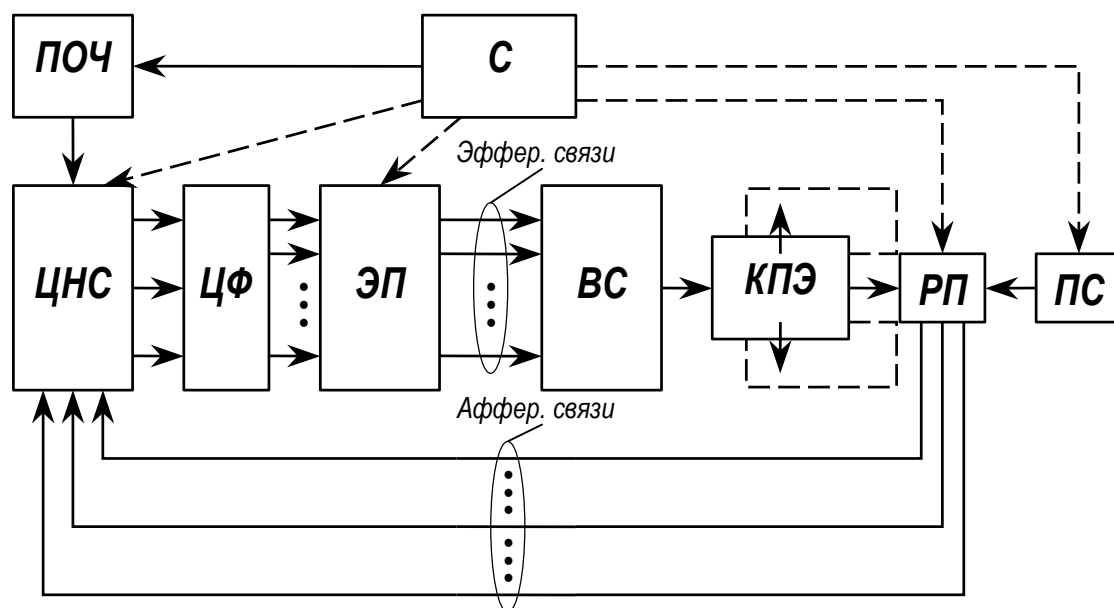 ПОЧ
С
Эффер. связи
ЦНС
ЦФ
ЭП
ВС
КПЭ
РП
ПС
Аффер. связи